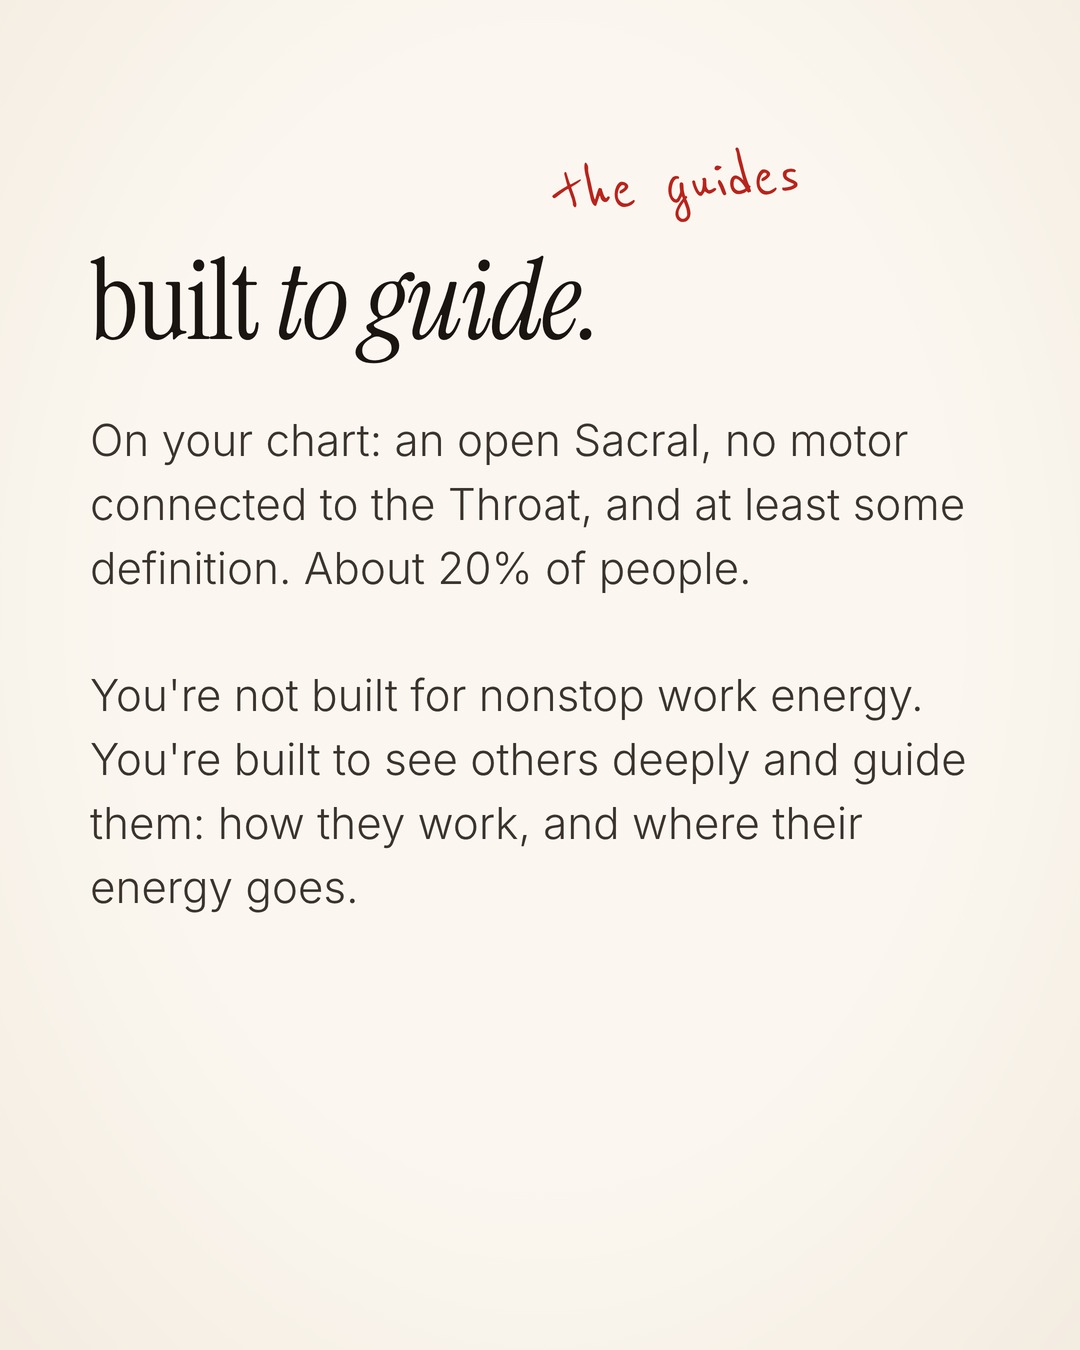 the guides
built to guide.
On your chart: an open Sacral, no motor
connected to the Throat, and at least some
definition. About 20% of people.
You're not built for nonstop work energy.
You're built to see others deeply and guide
them: how they work, and where their
energy goes.